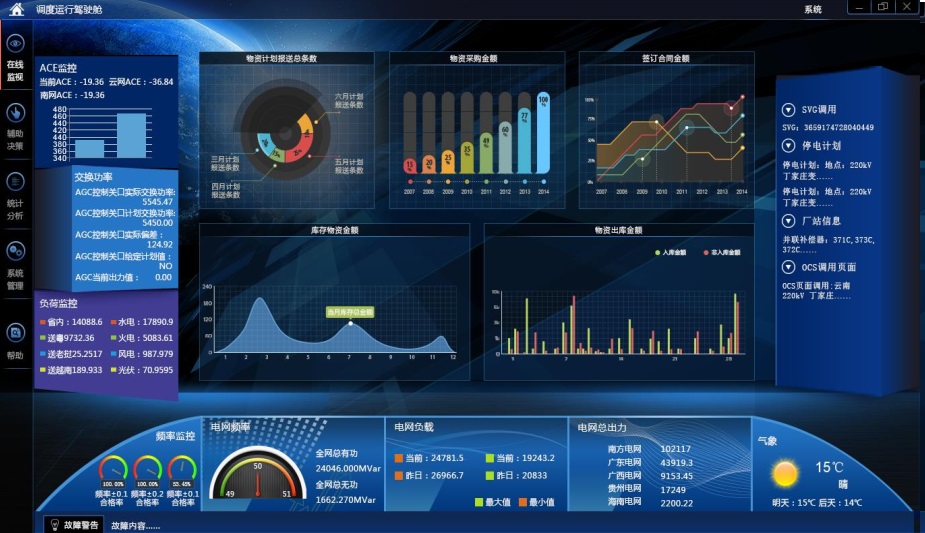 调度运行驾驶舱
系统
在线
监视
辅助
决策
统计
分析
系统
管理
帮助
ACE监控
当前ACE：-19.36 云网ACE：-36.84
南网ACE：-19.36
480
460
440
420
400
380
360
340
交换功率
AGC控制关口实际交换功率:
5545.47
AGC控制关口计划交换功率:
5450.00
AGC控制关口实际偏差：
124.92
AGC控制关口给定计划值：
NO
AGC当前出力值： 0.00
负荷监控
省内：14088.6 水电：17890.9
送粤9732.36 火电：5083.61
送老挝25.2517 风电：987.979
送越南189.933 光伏：70.9595
物资计划报送总条数
六月计划
报送条数
三月计划
报送条数
五月计划
报送条数
四月计划
报送条数
物资采购金额
15
%
20
%
25
%
35
%
49
%
60
%
77
%
100
%
2007 2008 2009 2010 2011 2012 2013 2014
签订合同金额
2007 2008 2009 2010 2011 2012 2013 2014
库存物资金额
240
180
120
60
0
当月库存总金额
1 2 3 4 5 6 7 8 9 10 11 12
物资出库金额
入库金额 芯入库金额
SVG调用
SVG: 3659174728040449
停电计划
停电计划: 地点: 220kV
丁家庄变......
停电计划: 地点: 220kV
丁家庄变......
厂站信息
并联补偿器: 371C,373C,
372C......
OCS调用页面
OCS页面调用:云南
220kV 丁家庄......
频率监控
100.00% 100.00% 53.45%
频率±0.1 频率±0.2 频率±0.1
合格率 合格率 合格率
电网频率
49 50 51
全网总有功
24046.000MVar
全网总无功
1662.270MVar
电网负载
当前：24781.5 当前：19243.2
昨日：26966.7 昨日：20833
最大值 最小值
电网总出力
南方电网 102117
广东电网 43919.3
广西电网 9153.45
贵州电网 17249
海南电网 2200.22
气象
15℃
晴
明天：15℃ 后天：14℃
故障警告 故障内容......